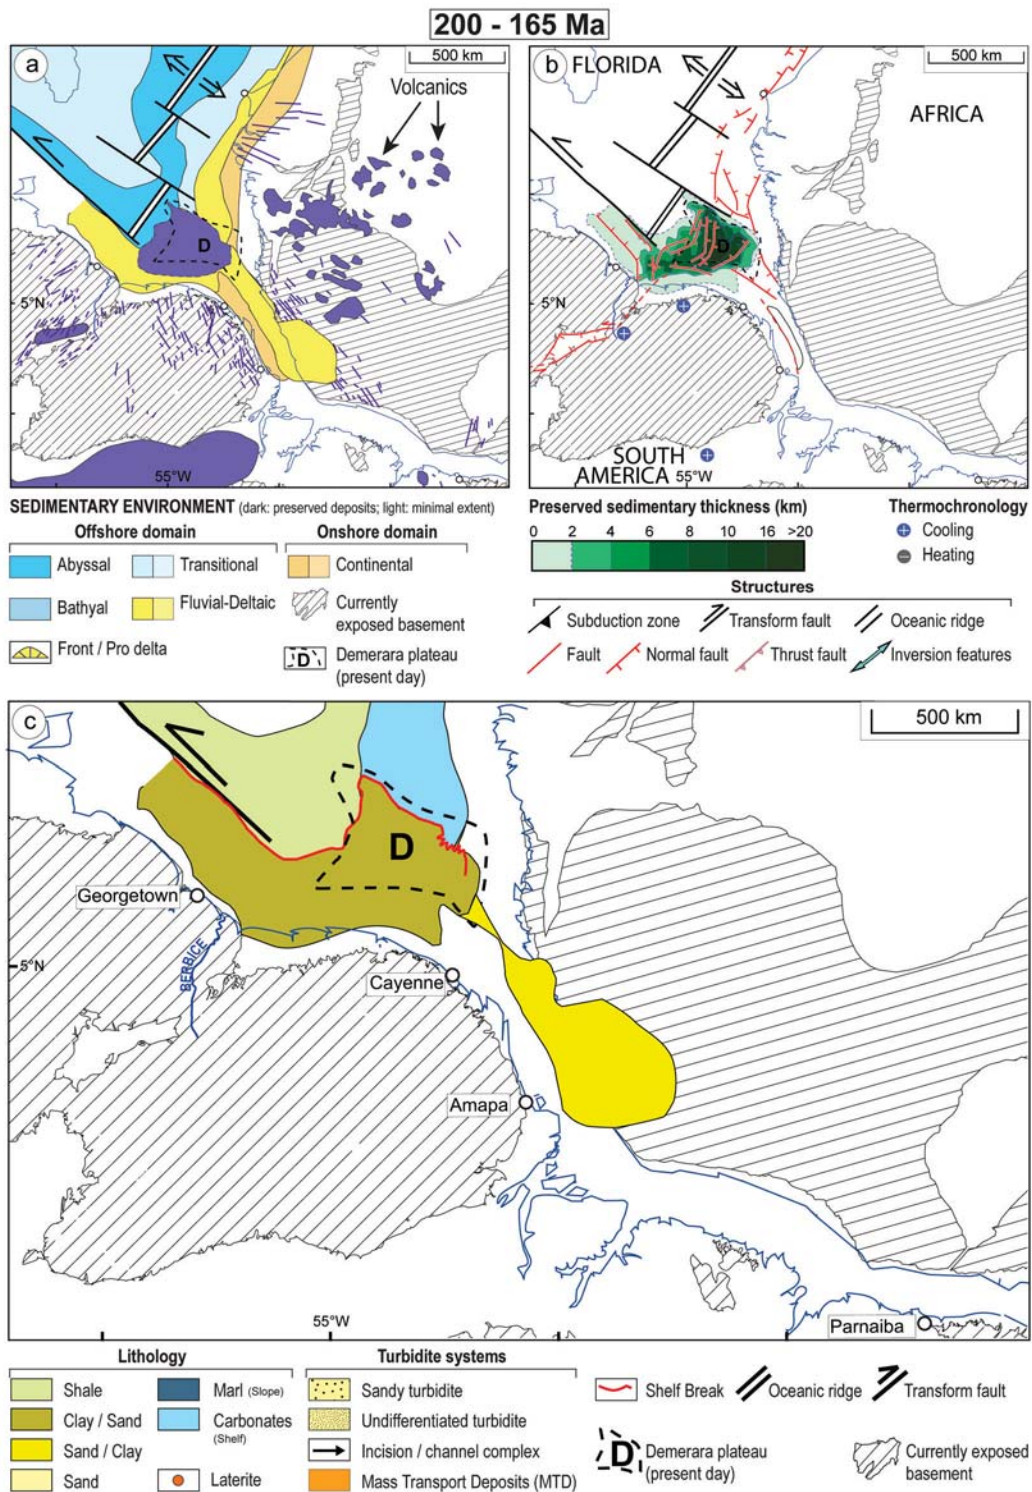 200 - 165 Ma
a
500 km
Volcanics
D
5°N
55°W
b
FLORIDA
500 km
AFRICA
D
5°N
SOUTH
AMERICA
55°W
SEDIMENTARY ENVIRONMENT (dark: preserved deposits; light: minimal extent)
Offshore domain
Onshore domain
Abyssal
Transitional
Continental
Bathyal
Fluvial-Deltaic
Currently
exposed basement
Front / Pro delta
D
Demerara plateau
(present day)
Preserved sedimentary thickness (km)
0 2 4 6 8 10 16 >20
Thermochronology
Cooling
Heating
Structures
Subduction zone
Transform fault
Oceanic ridge
Fault
Normal fault
Thrust fault
Inversion features
c
500 km
D
Georgetown
BERBICE
5°N
Cayenne
Amapa
55°W
Parnaiba
Lithology
Turbidite systems
Shale
Marl (Slope)
Sandy turbidite
Shelf Break
Oceanic ridge
Transform fault
Clay / Sand
Carbonates
(Shelf)
Undifferentiated turbidite
Sand / Clay
Incision / channel complex
D
Demerara plateau
(present day)
Currently exposed
basement
Sand
Laterite
Mass Transport Deposits (MTD)